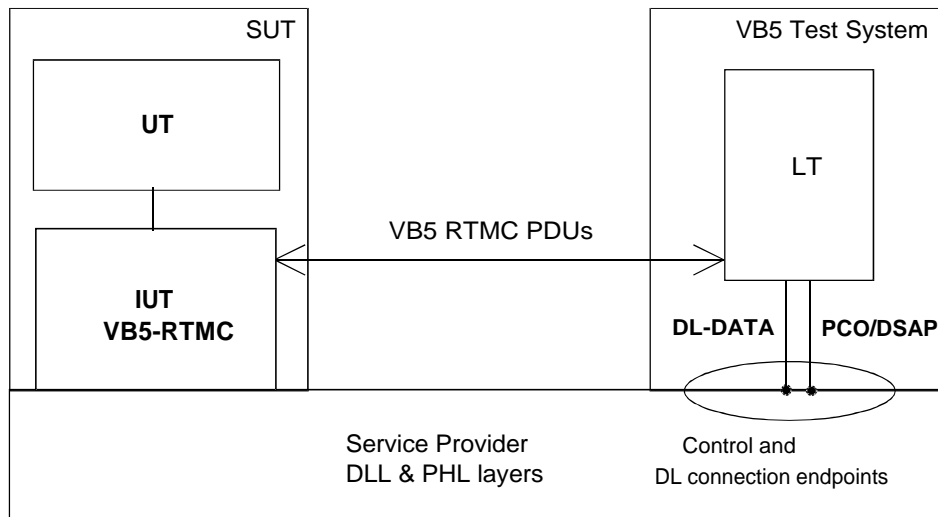 SUT
VB5 Test System
UT
LT
VB5 RTMC PDUs
IUT
VB5-RTMC
DL-DATA
PCO/DSAP
Service Provider
DLL & PHL layers
Control and
DL connection endpoints